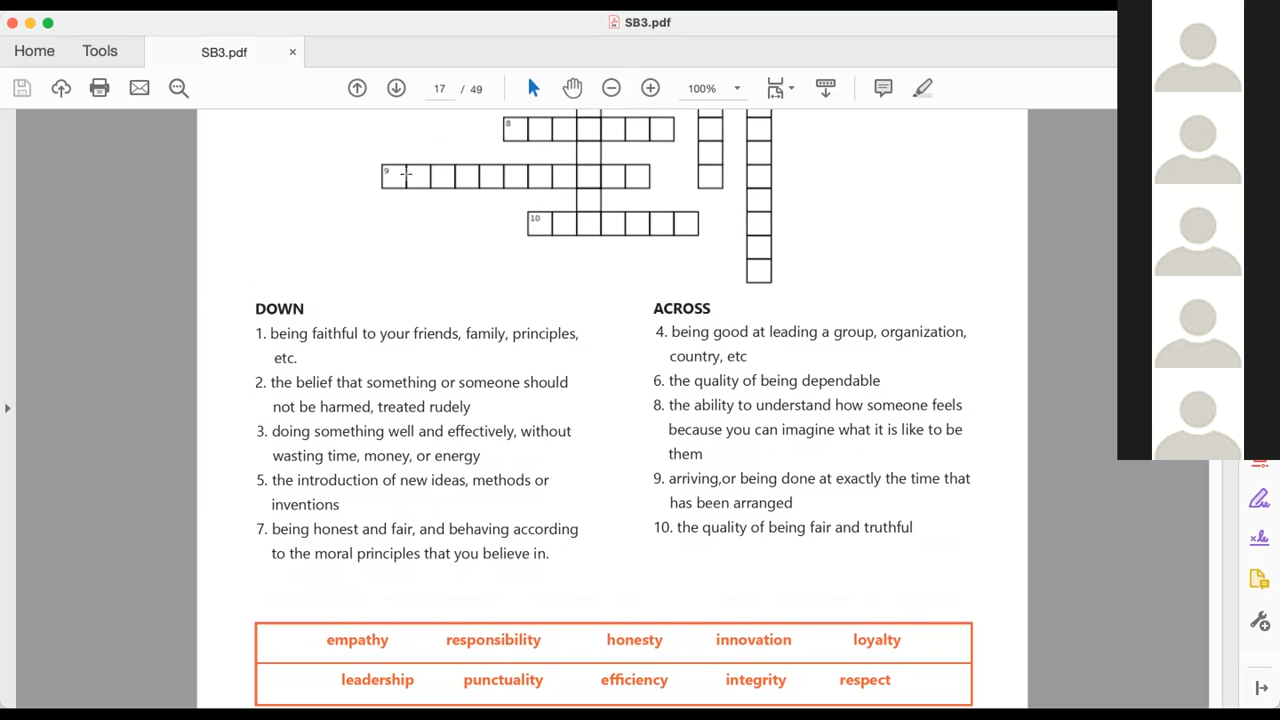 SB3.pdf
Home Tools SB3.pdf ×
17 / 49 100%
8
9
10
DOWN
1. being faithful to your friends, family, principles,
etc.
2. the belief that something or someone should
not be harmed, treated rudely
3. doing something well and effectively, without
wasting time, money, or energy
5. the introduction of new ideas, methods or
inventions
7. being honest and fair, and behaving according
to the moral principles that you believe in.
ACROSS
4. being good at leading a group, organization,
country, etc
6. the quality of being dependable
8. the ability to understand how someone feels
because you can imagine what it is like to be
them
9. arriving,or being done at exactly the time that
has been arranged
10. the quality of being fair and truthful
empathy responsibility honesty innovation loyalty
leadership punctuality efficiency integrity respect